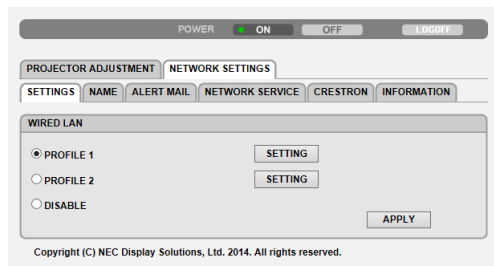 POWER ON OFF LOGOFF
PROJECTOR ADJUSTMENT NETWORK SETTINGS
SETTINGS NAME ALERT MAIL NETWORK SERVICE CRESTRON INFORMATION
WIRED LAN
PROFILE 1 SETTING
PROFILE 2 SETTING
DISABLE
APPLY
Copyright (C) NEC Display Solutions, Ltd. 2014. All rights reserved.